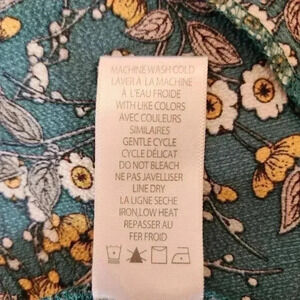 MACHINE WASH COLD
LAVER À LA MACHINE
À L'EAU FROIDE
WITH LIKE COLORS
AVEC COULEURS
SIMILAIRES
GENTLE CYCLE
CYCLE DÉLICAT
DO NOT BLEACH
NE PAS JAVELLISER
LINE DRY
LA LIGNE SECHE
IRON,LOW HEAT
REPASSER AU
FER FROID